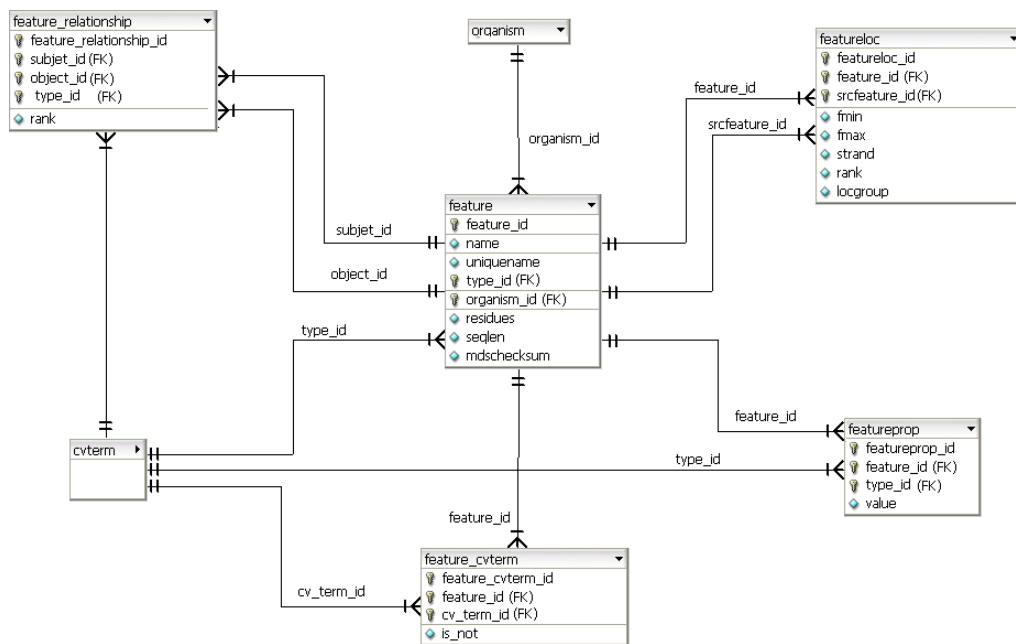 feature_relationship
feature_relationship_id
subjet_id (FK)
object_id (FK)
type_id (FK)
rank
organism
featureloc
featureloc_id
feature_id (FK)
srcfeature_id(FK)
fmin
fmax
strand
rank
locgroup
feature_id
srcfeature_id
organism_id
feature
feature_id
name
uniquename
type_id (FK)
organism_id (FK)
residues
seqlen
mdschecksum
subjet_id
object_id
type_id
cvterm
feature_id
type_id
featureprop
featureprop_id
feature_id (FK)
type_id (FK)
value
feature_id
cv_term_id
feature_cvterm
feature_cvterm_id
feature_id (FK)
cv_term_id (FK)
is_not